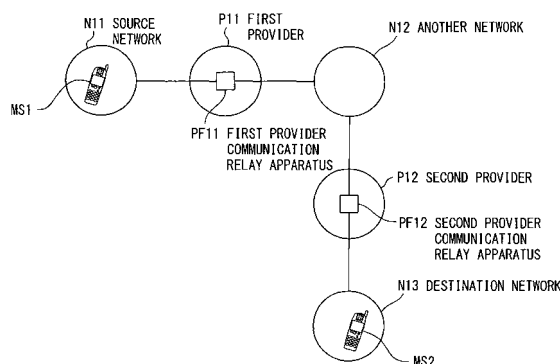 N11 SOURCE
NETWORK
P11 FIRST
PROVIDER
N12 ANOTHER NETWORK
MS1
PF11 FIRST PROVIDER
COMMUNICATION
RELAY APPARATUS
P12 SECOND PROVIDER
PF12 SECOND PROVIDER
COMMUNICATION
RELAY APPARATUS
N13 DESTINATION NETWORK
MS2